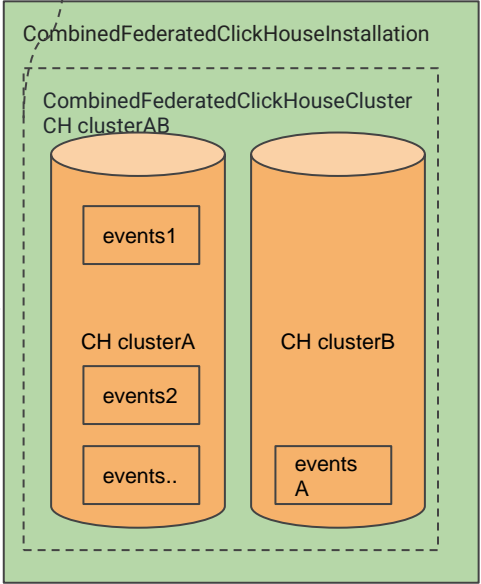 CombinedFederatedClickHouseInstallation
CombinedFederatedClickHouseCluster
CH clusterAB
events1
CH clusterA
CH clusterB
events2
events..
events
A